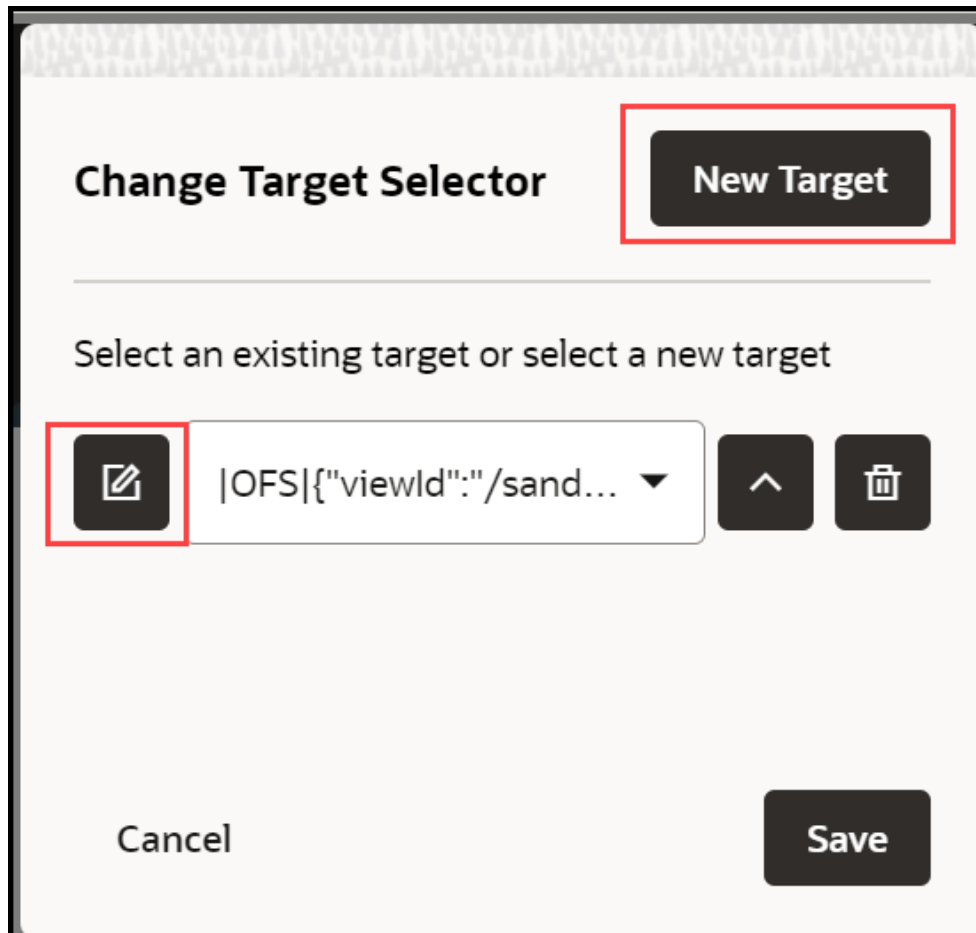 Change Target Selector
New Target
Select an existing target or select a new target
|OFS|{"viewId":"/sand...
Cancel
Save